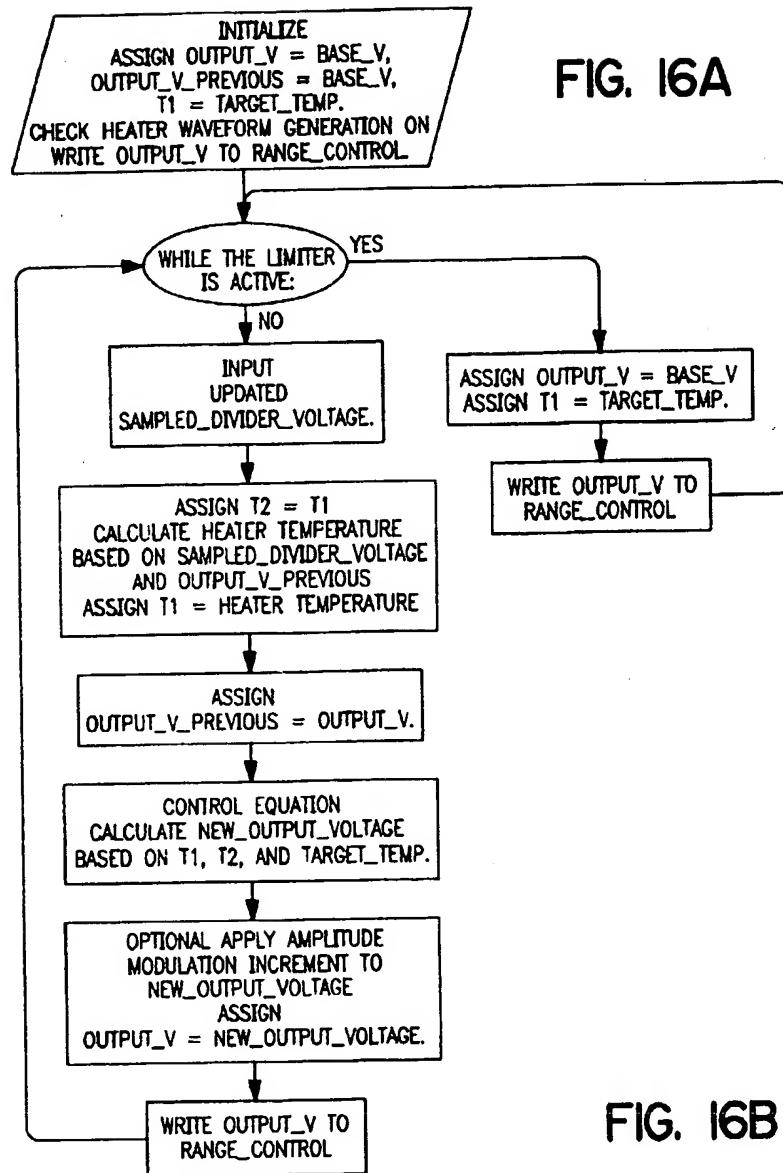 INITIALIZE
ASSIGN OUTPUT_V = BASE_V,
OUTPUT_V_PREVIOUS = BASE_V,
T1 = TARGET_TEMP.
CHECK HEATER WAVEFORM GENERATION ON
WRITE OUTPUT_V TO RANGE_CONTROL
FIG. 16A
WHILE THE LIMITER
IS ACTIVE:
YES
NO
INPUT
UPDATED
SAMPLED_DIVIDER_VOLTAGE.
ASSIGN OUTPUT_V = BASE_V
ASSIGN T1 = TARGET_TEMP.
WRITE OUTPUT_V TO
RANGE_CONTROL
ASSIGN T2 = T1
CALCULATE HEATER TEMPERATURE
BASED ON SAMPLED_DIVIDER_VOLTAGE
AND OUTPUT_V_PREVIOUS
ASSIGN T1 = HEATER TEMPERATURE
ASSIGN
OUTPUT_V_PREVIOUS = OUTPUT_V.
CONTROL EQUATION
CALCULATE NEW_OUTPUT_VOLTAGE
BASED ON T1, T2, AND TARGET_TEMP.
OPTIONAL APPLY AMPLITUDE
MODULATION INCREMENT TO
NEW_OUTPUT_VOLTAGE
ASSIGN
OUTPUT_V = NEW_OUTPUT_VOLTAGE.
WRITE OUTPUT_V TO
RANGE_CONTROL
FIG. 16B